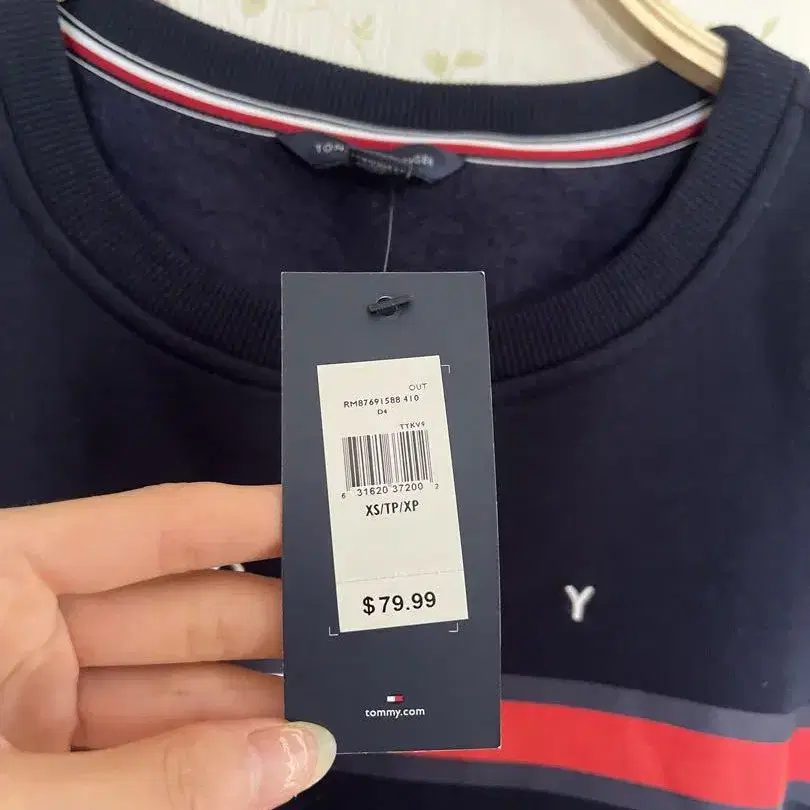 OUT
RM87691588 410
D4
TTKV9
6 31620 37200 2
XS/TP/XP
$79.99
Y
tommy.com